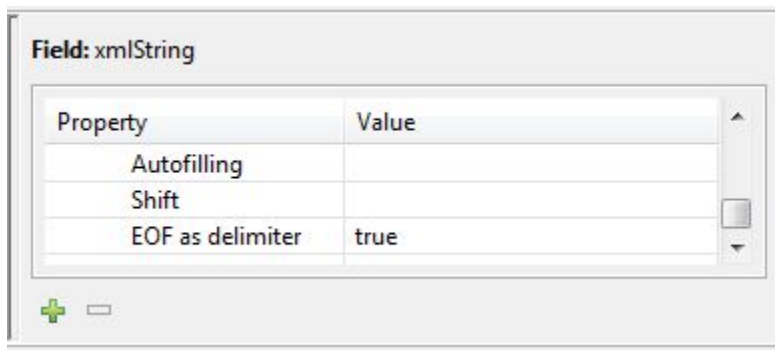 Field: xmlString
Property Value
Autofilling
Shift
EOF as delimiter true